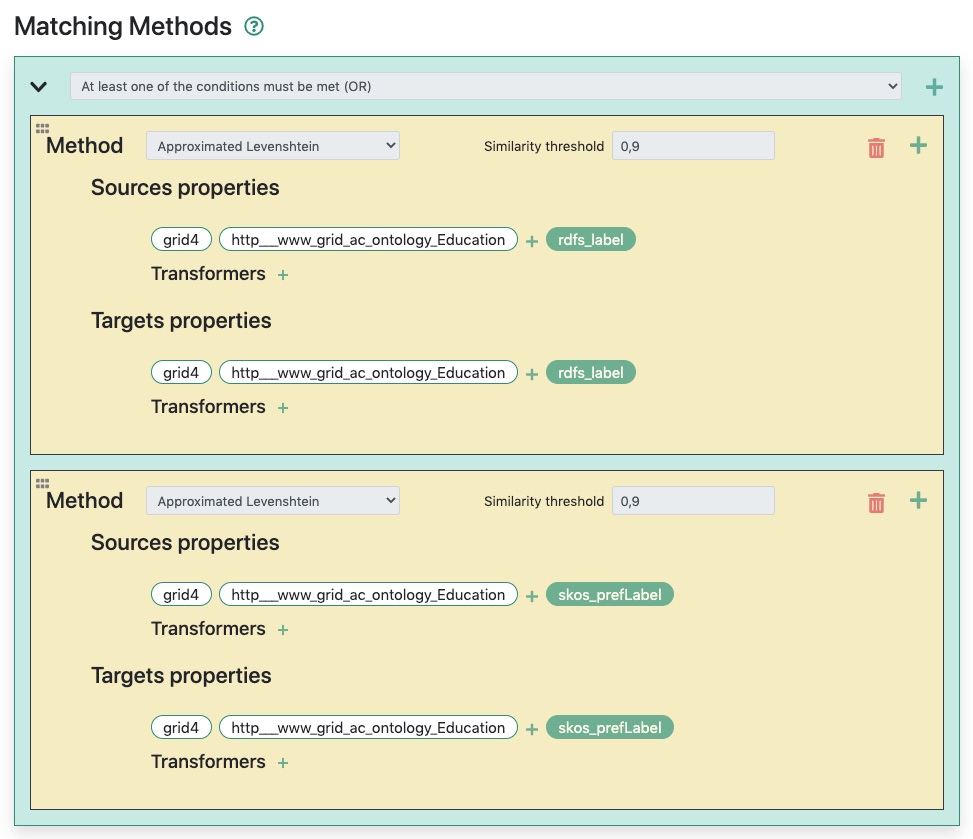 Matching Methods ?
At least one of the conditions must be met (OR)
Method Approximated Levenshtein Similarity threshold 0,9
Sources properties
grid4 http___www_grid_ac_ontology_Education + rdfs_label
Transformers +
Targets properties
grid4 http___www_grid_ac_ontology_Education + rdfs_label
Transformers +
Method Approximated Levenshtein Similarity threshold 0,9
Sources properties
grid4 http___www_grid_ac_ontology_Education + skos_prefLabel
Transformers +
Targets properties
grid4 http___www_grid_ac_ontology_Education + skos_prefLabel
Transformers +